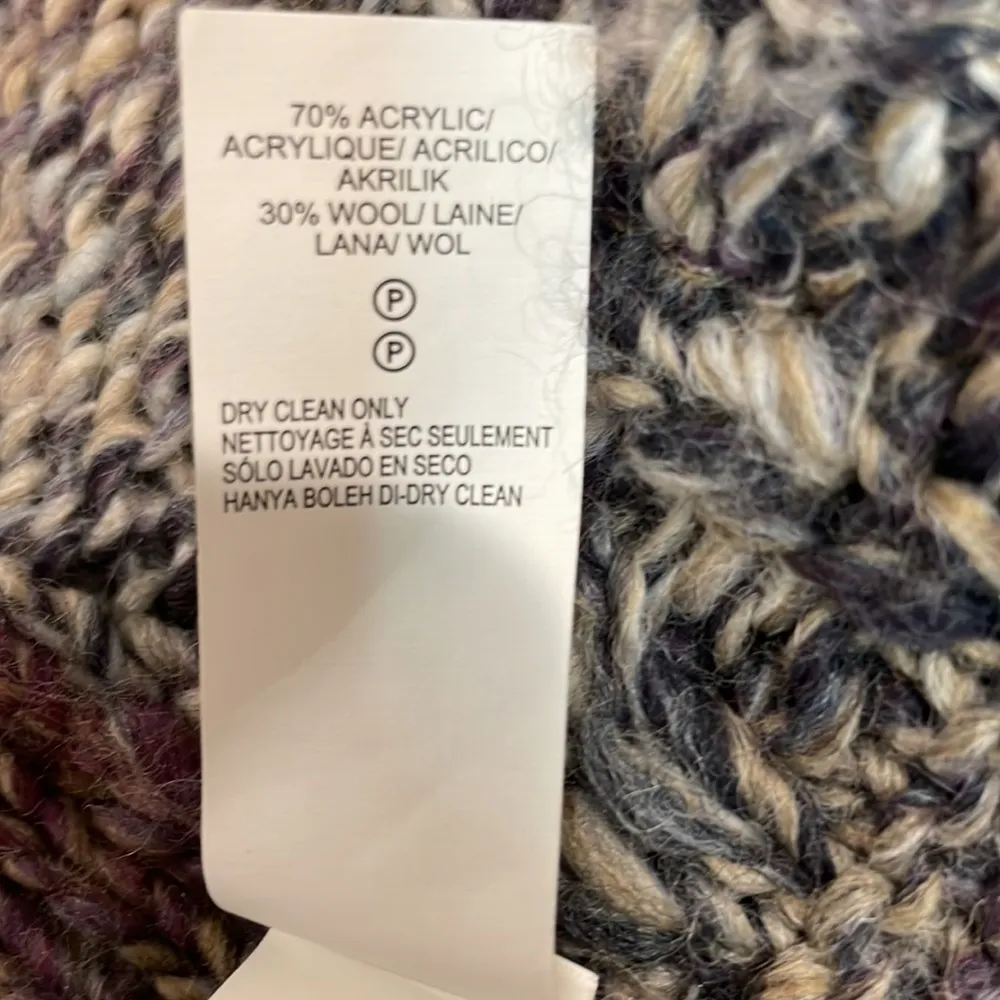 70% ACRYLIC/
ACRYLIQUE/ ACRILICO/
AKRILIK
30% WOOL/ LAINE/
LANA/ WOL
P
P
DRY CLEAN ONLY
NETTOYAGE À SEC SEULEMENT
SÓLO LAVADO EN SECO
HANYA BOLEH DI-DRY CLEAN